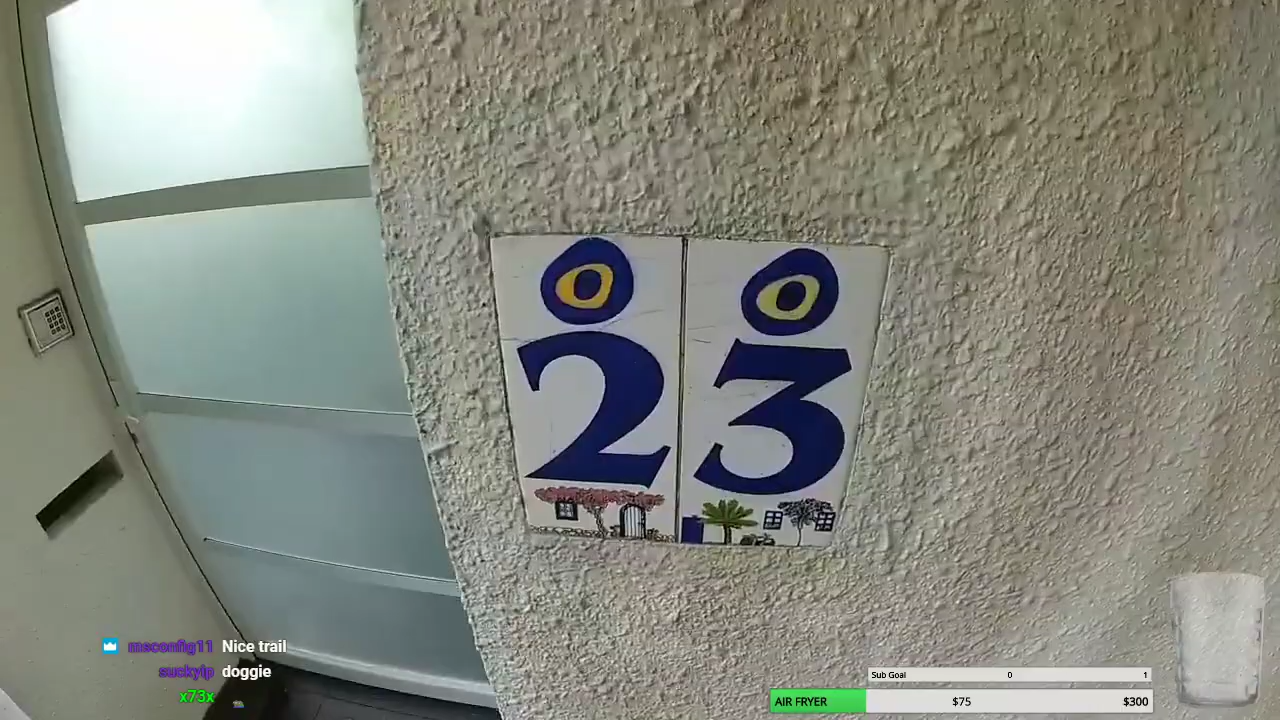 23
msconfig11 Nice trail
suckyip doggie
x73x
Sub Goal 0 1
AIR FRYER $75 $300